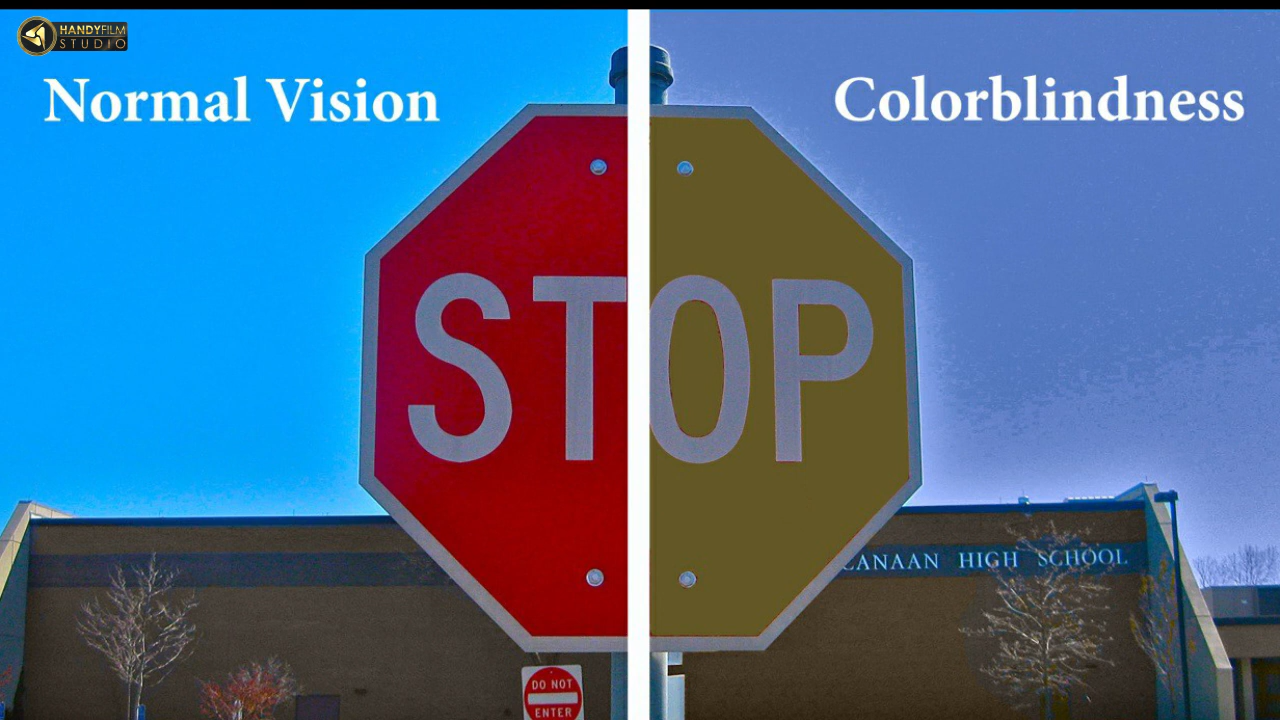 HANDYFILM
STUDIO
Normal Vision
Colorblindness
STOP
CANAAN HIGH SCHOOL
DO NOT
ENTER